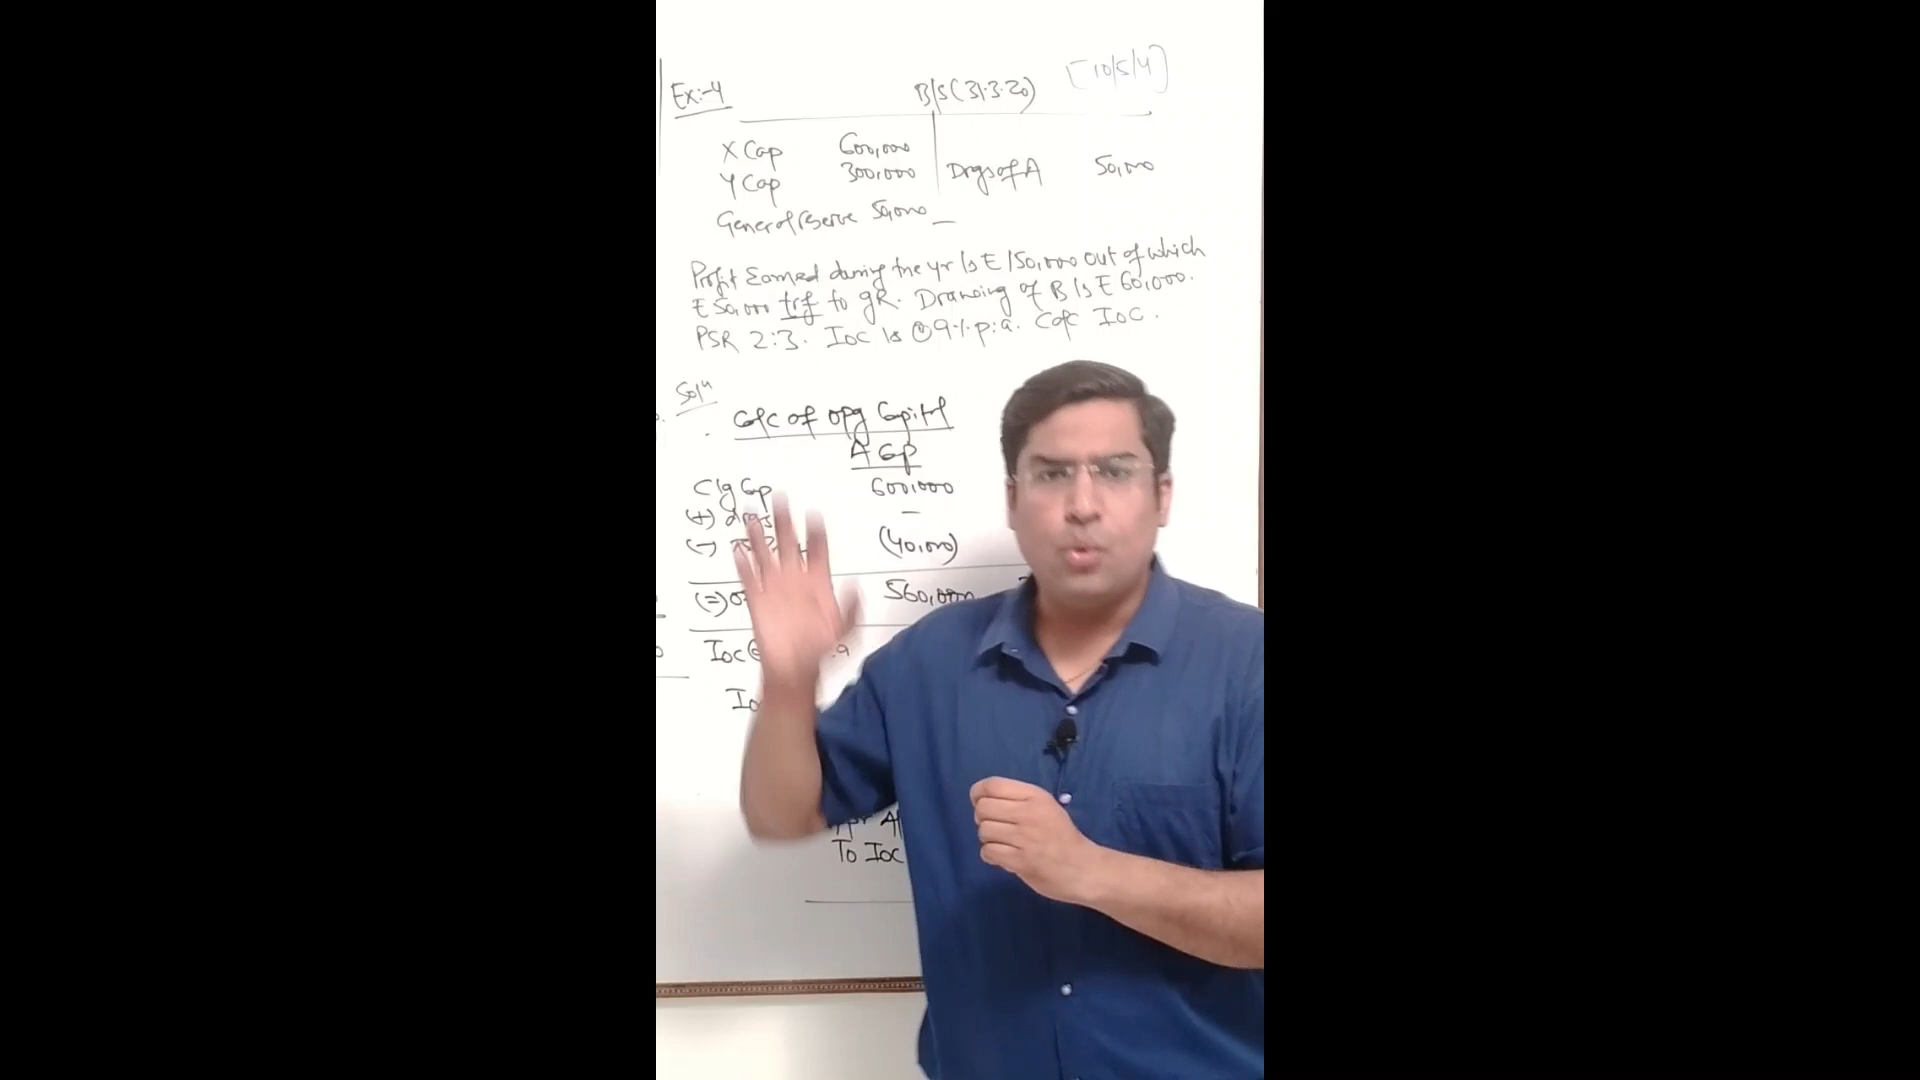 Ex:-4 B/S(31.3.20) [10/5/4]
X Cap 600,000
Y Cap 300,000 Drgs of A 50,000
General reserve 50,000
Profit Earned during the yr is ₹150,000 out of which
₹50,000 trf to GR. Drawing of B is ₹60,000.
PSR 2:3. IOC is @9%p.a. Calc IOC.
Sol^n
Calc of opg Capital
A Cap
Clg Cap 600,000
(+) drgs —
(-) (40,000)
(=) 560,000
IOC@ .a
To IOC